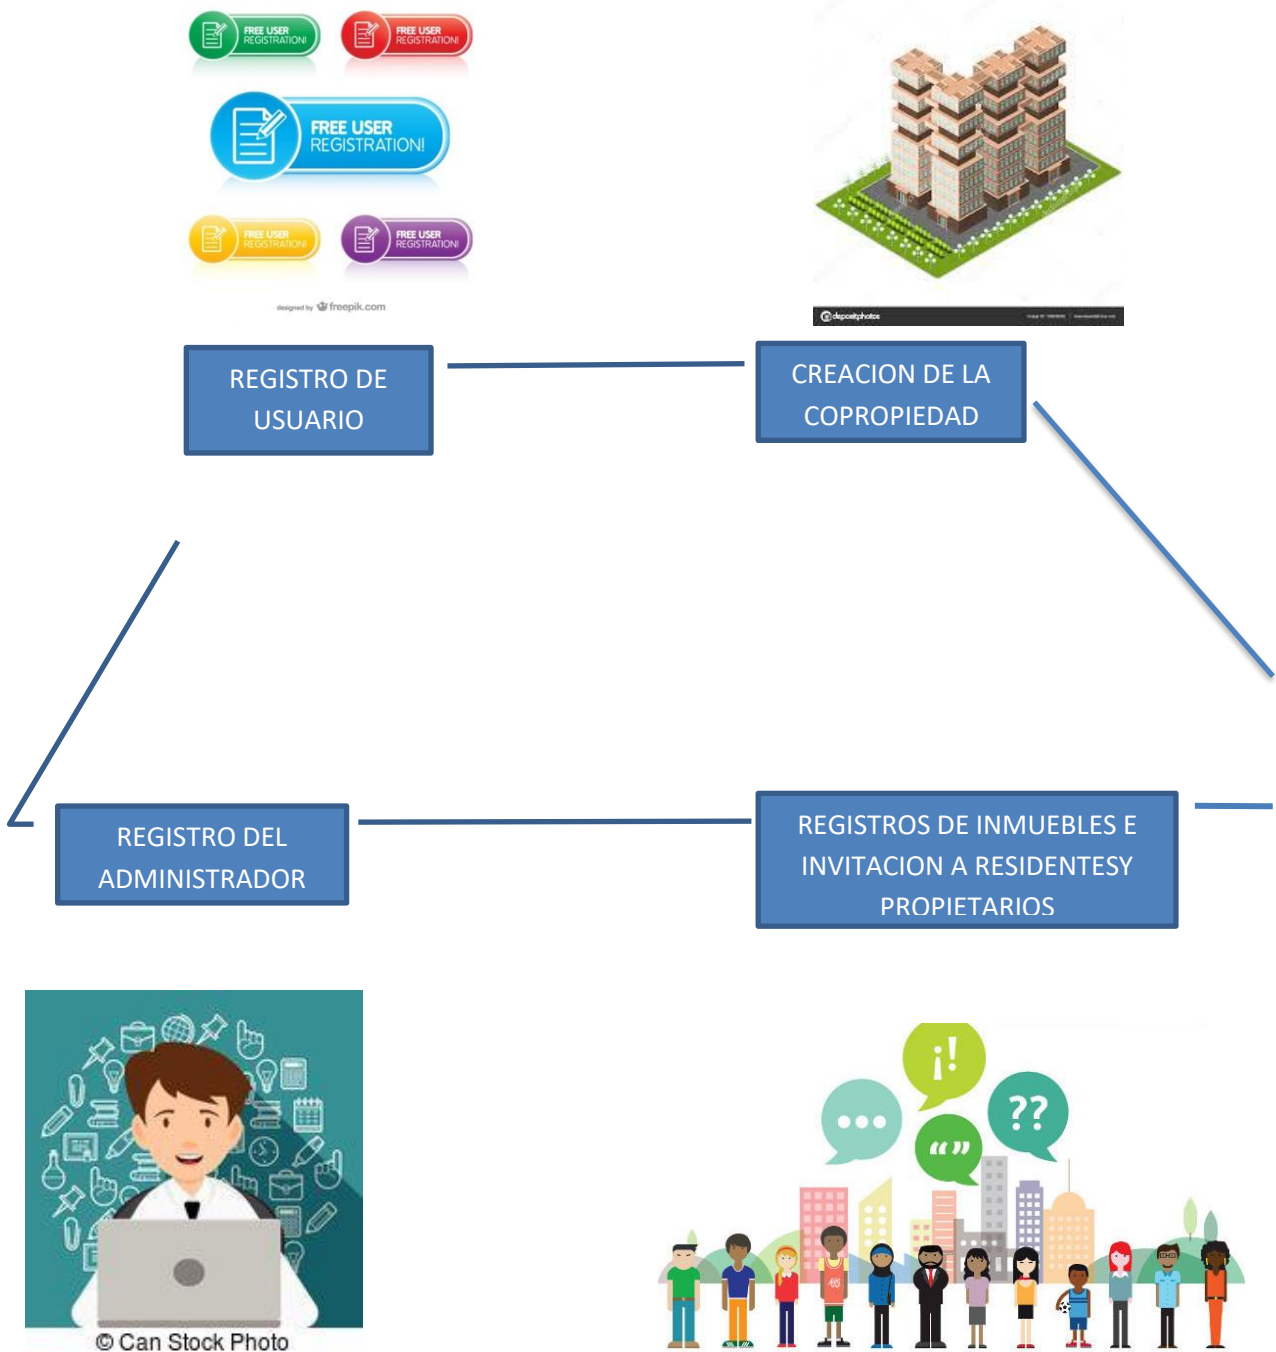 FREE USER
REGISTRATION!
FREE USER
REGISTRATION!
FREE USER
REGISTRATION!
FREE USER
REGISTRATION!
FREE USER
REGISTRATION!
designed by freepik.com
depositphotos
REGISTRO DE
USUARIO
CREACION DE LA
COPROPIEDAD
REGISTRO DEL
ADMINISTRADOR
REGISTROS DE INMUEBLES E
INVITACION A RESIDENTESY
PROPIETARIOS
¡!
...
??
“”
© Can Stock Photo